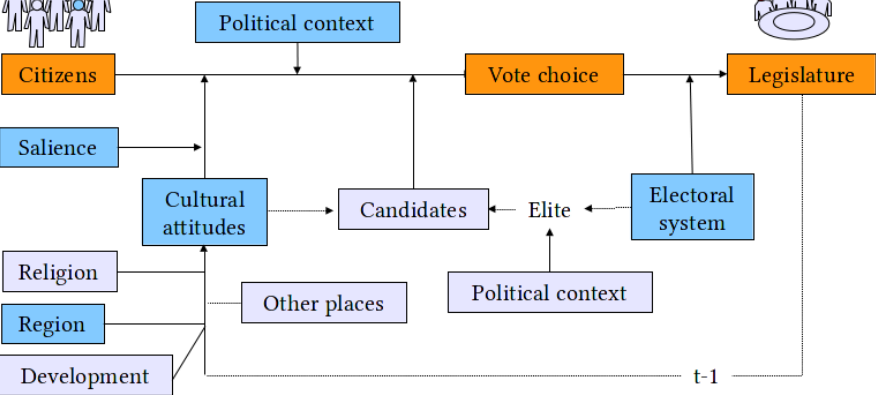 Political context
Citizens
Vote choice
Legislature
Salience
Cultural
attitudes
Candidates
Elite
Electoral
system
Religion
Other places
Political context
Region
Development
t-1